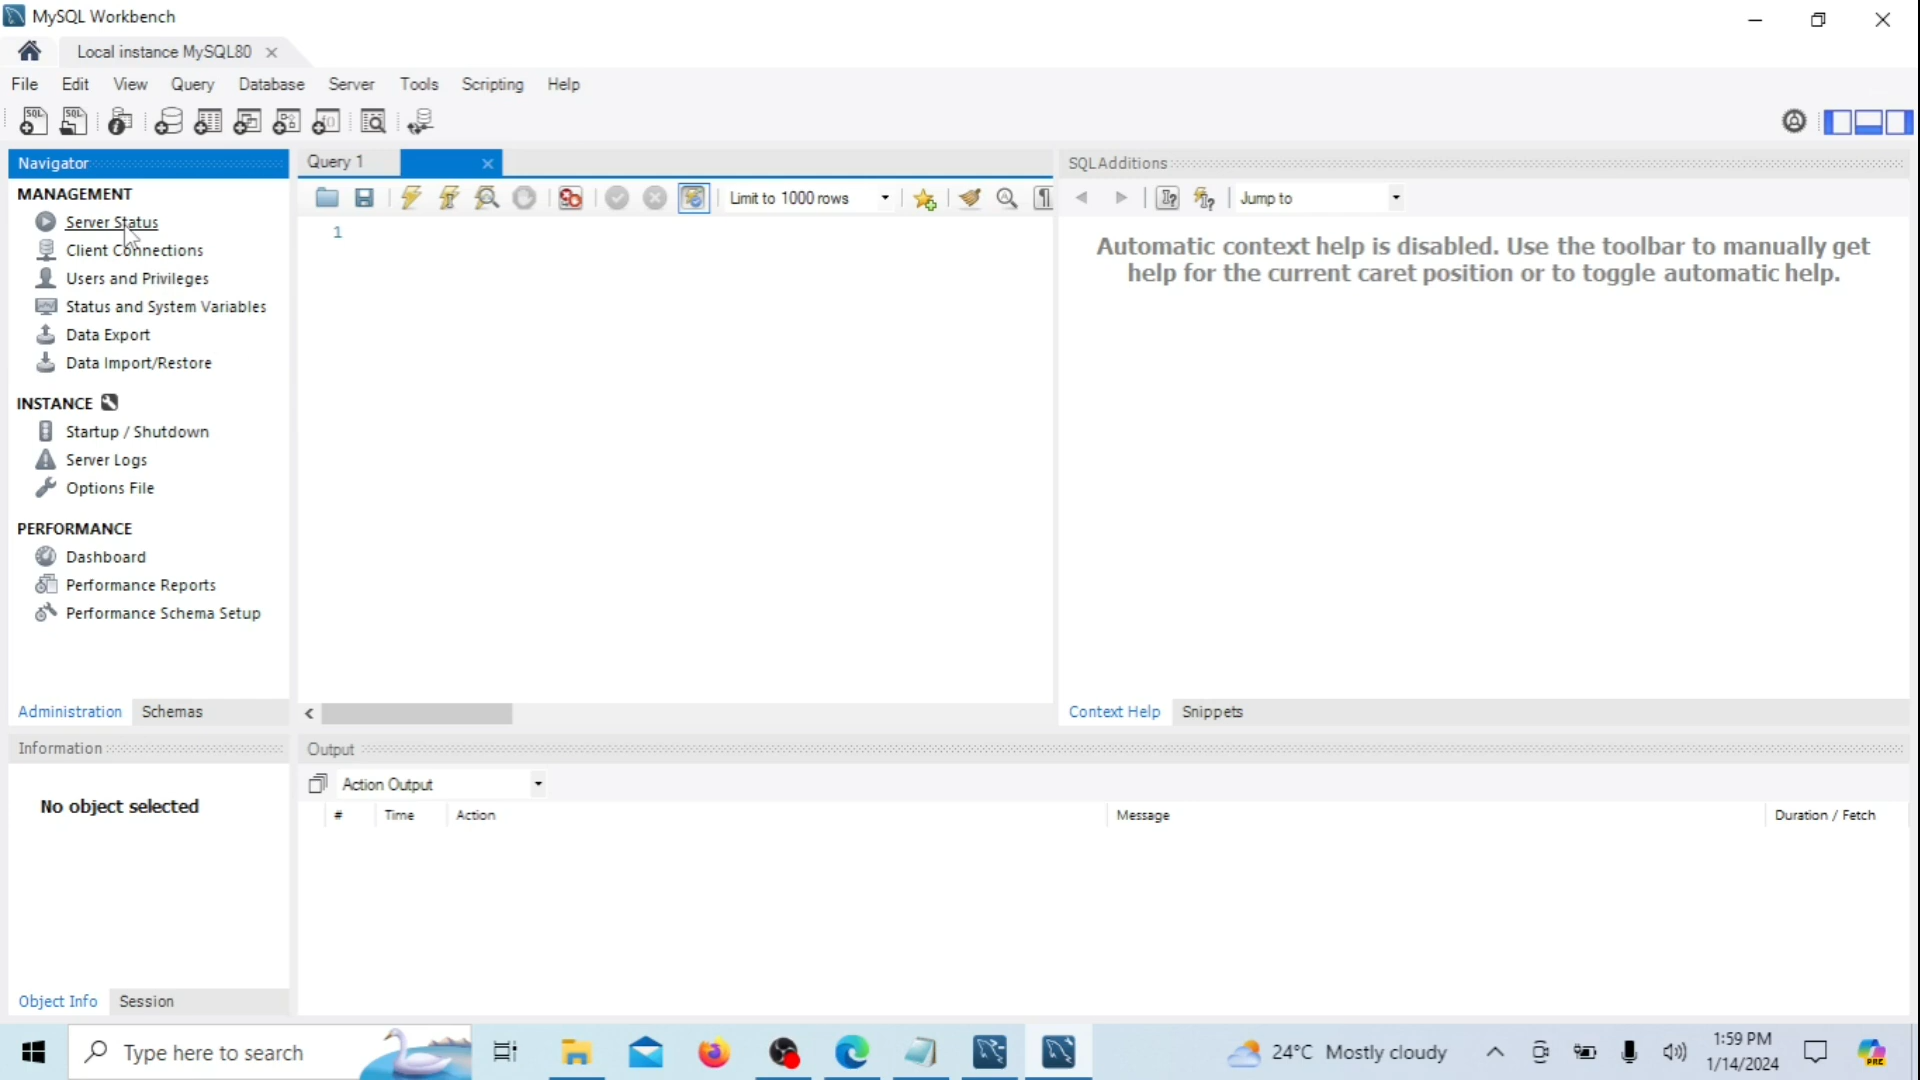 MySQL Workbench
Local instance MySQL80
File Edit View Query Database Server Tools Scripting Help
Navigator
MANAGEMENT
Server Status
Client Connections
Users and Privileges
Status and System Variables
Data Export
Data Import/Restore
INSTANCE
Startup / Shutdown
Server Logs
Options File
PERFORMANCE
Dashboard
Performance Reports
Performance Schema Setup
Administration Schemas
Query 1
Limit to 1000 rows
1
SQLAdditions
Jump to
Automatic context help is disabled. Use the toolbar to manually get
help for the current caret position or to toggle automatic help.
Context Help Snippets
Information
No object selected
Object Info Session
Output
Action Output
# Time Action Message Duration / Fetch
Type here to search
24°C Mostly cloudy
1:59 PM
1/14/2024